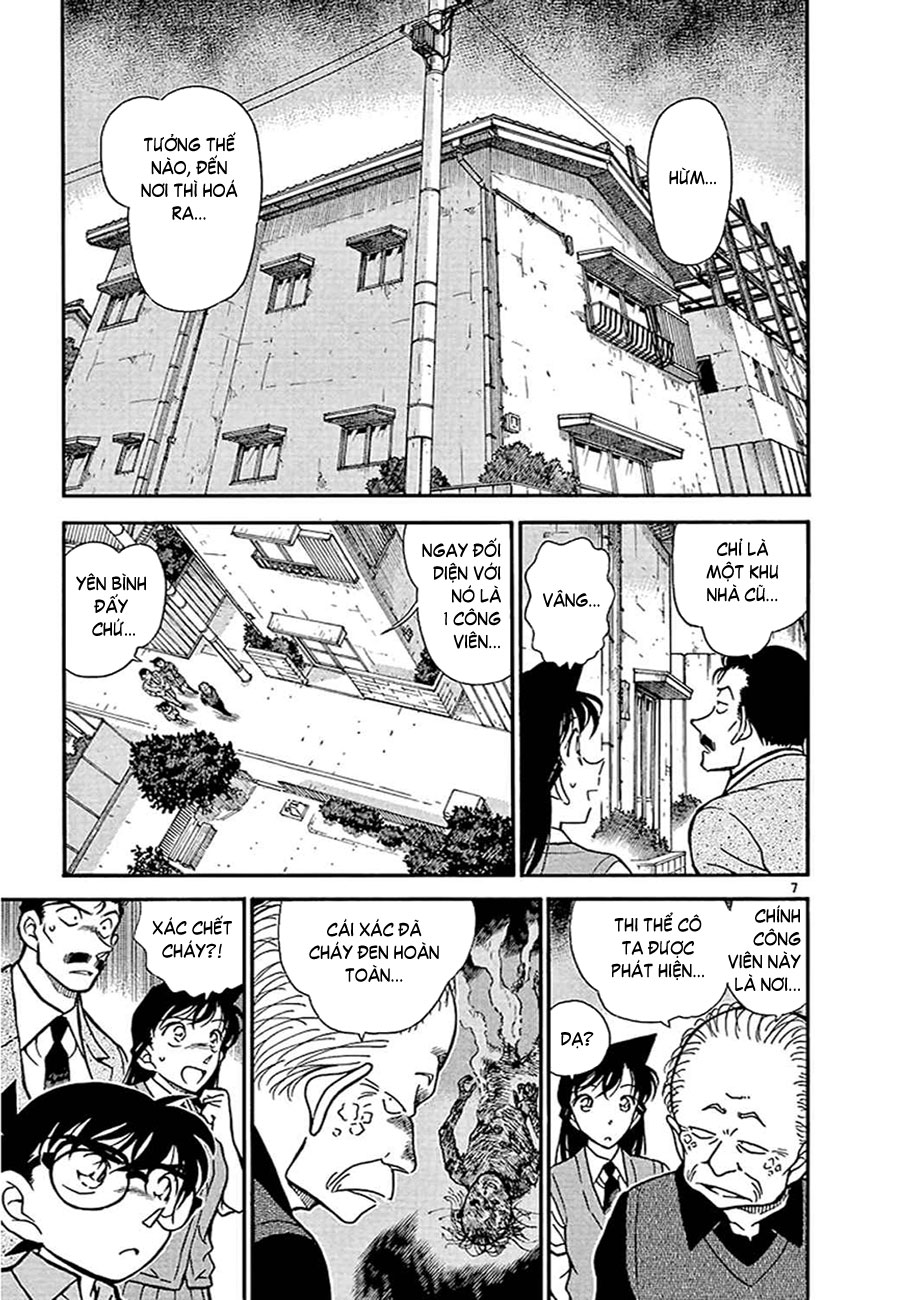 HỪM...
TƯỞNG THẾ
NÀO, ĐẾN
NƠI THÌ HOÁ
RA...
CHỈ LÀ
MỘT KHU
NHÀ CŨ...
VÂNG...
NGAY ĐỐI
DIỆN VỚI
NÓ LÀ
1 CÔNG
VIÊN...
YÊN BÌNH
ĐẤY
CHỨ...
7
CHÍNH
CÔNG
VIÊN NÀY
LÀ NƠI...
THI THỂ CÔ
TA ĐƯỢC
PHÁT HIỆN...
DẠ?
CÁI XÁC ĐÃ
CHÁY ĐEN HOÀN
TOÀN...
XÁC CHẾT
CHÁY?!